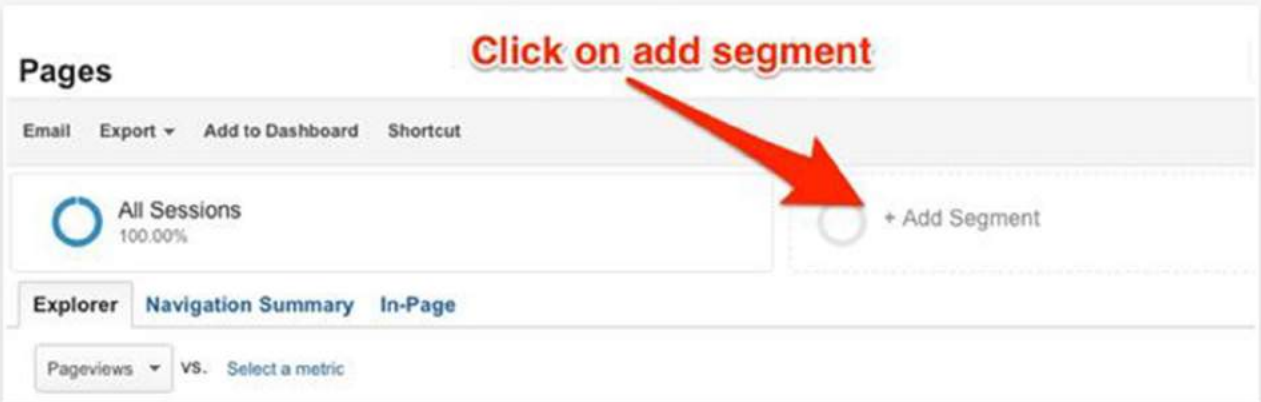 Click on add segment
Pages
Email Export Add to Dashboard Shortcut
All Sessions
100.00%
+ Add Segment
Explorer Navigation Summary In-Page
Pageviews VS. Select a metric